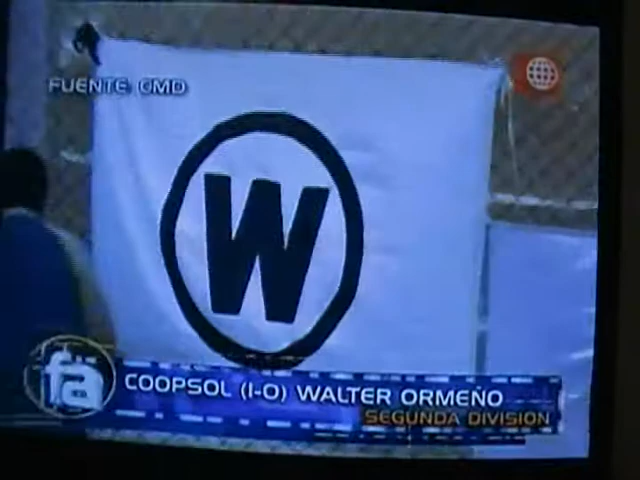 FUENTE: CMD
W
fa
COOPSOL (1-0) WALTER ORMEÑO
SEGUNDA DIVISION